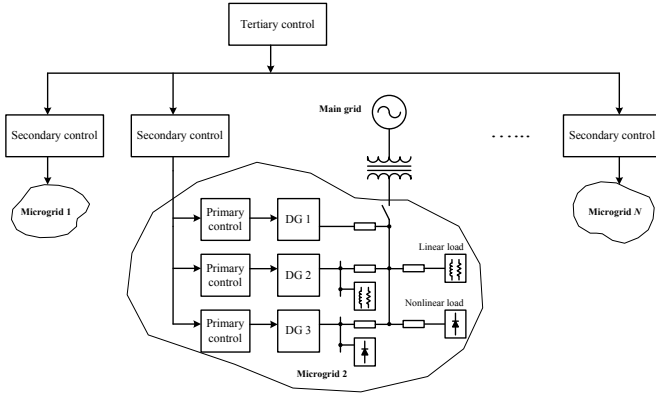 Tertiary control
Main grid
Secondary control
Secondary control
......
Secondary control
Microgrid 1
Microgrid N
Primary
control
DG 1
Linear load
Primary
control
DG 2
Nonlinear load
Primary
control
DG 3
Microgrid 2